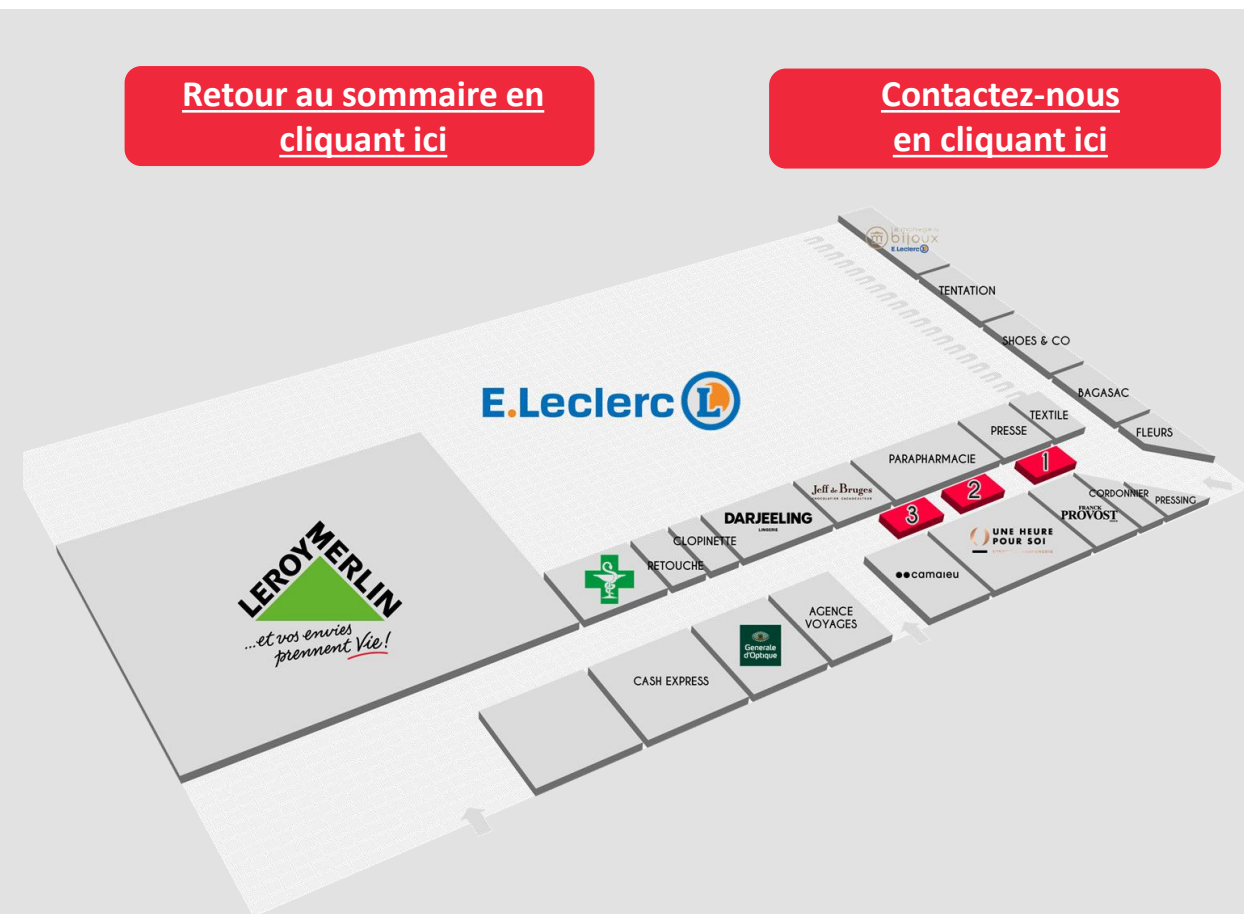 Retour au sommaire en
cliquant ici
Contactez-nous
en cliquant ici
bijoux
E.Leclerc L
TENTATION
SHOES & CO
BAGASAC
FLEURS
E.Leclerc L
TEXTILE
PRESSE
PARAPHARMACIE
1
2
3
CORDONNIER
PRESSING
FRANCK
PROVOST
Jeff de Bruges
DARJEELING
LINGERIE
CLOPINETTE
RETOUCHE
UNE HEURE
POUR SOI
camaieu
LEROY MERLIN
...et vos envies
prennent Vie!
AGENCE
VOYAGES
Generale
d'Optique
CASH EXPRESS